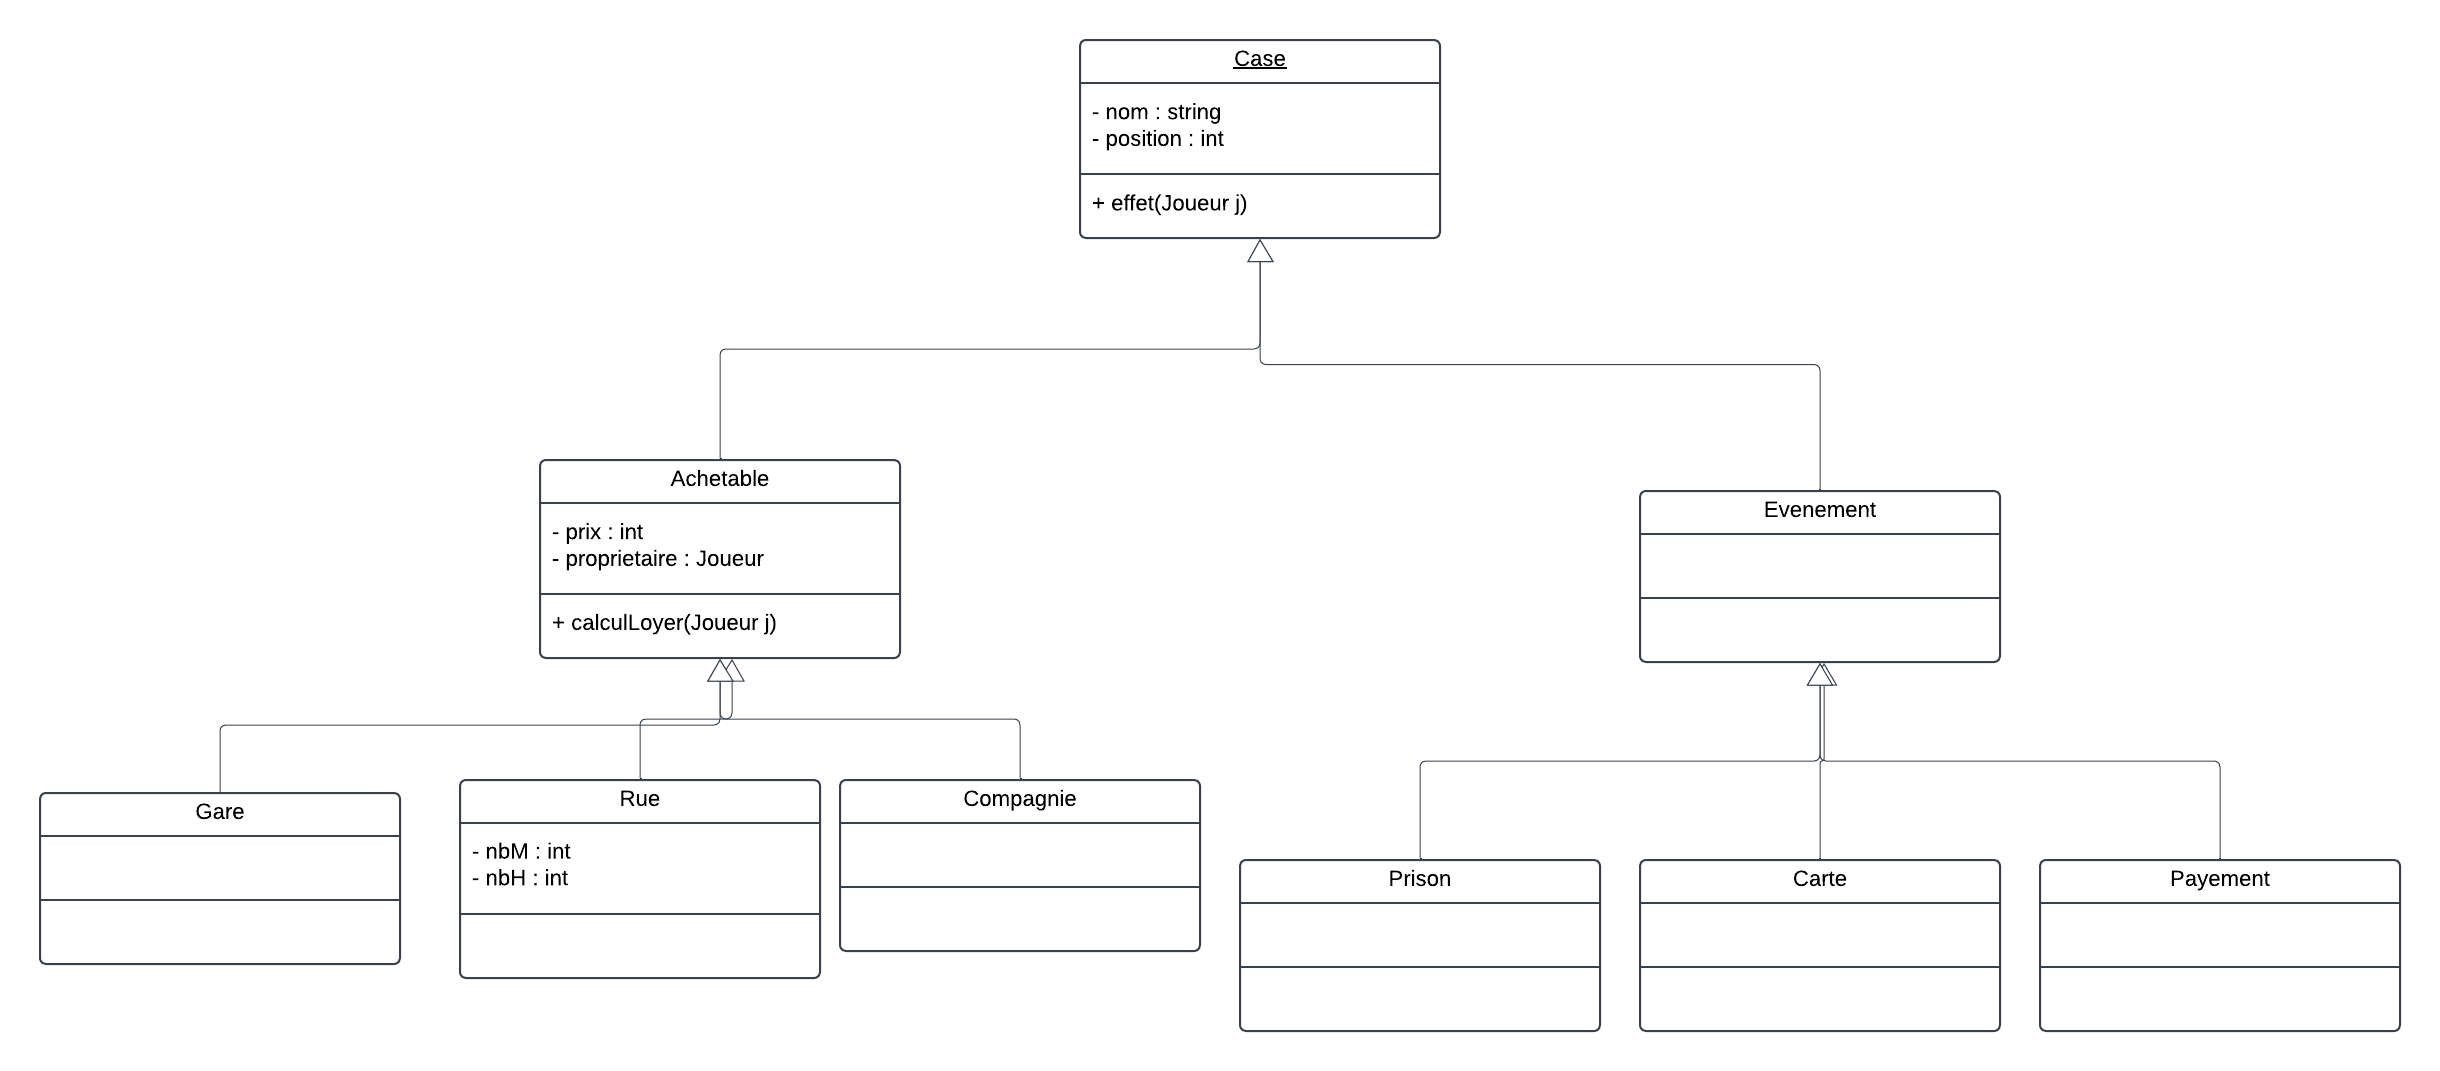 Case
- nom : string
- position : int
+ effet(Joueur j)
Achetable
- prix : int
- proprietaire : Joueur
+ calculLoyer(Joueur j)
Evenement
Gare
Rue
- nbM : int
- nbH : int
Compagnie
Prison
Carte
Payement